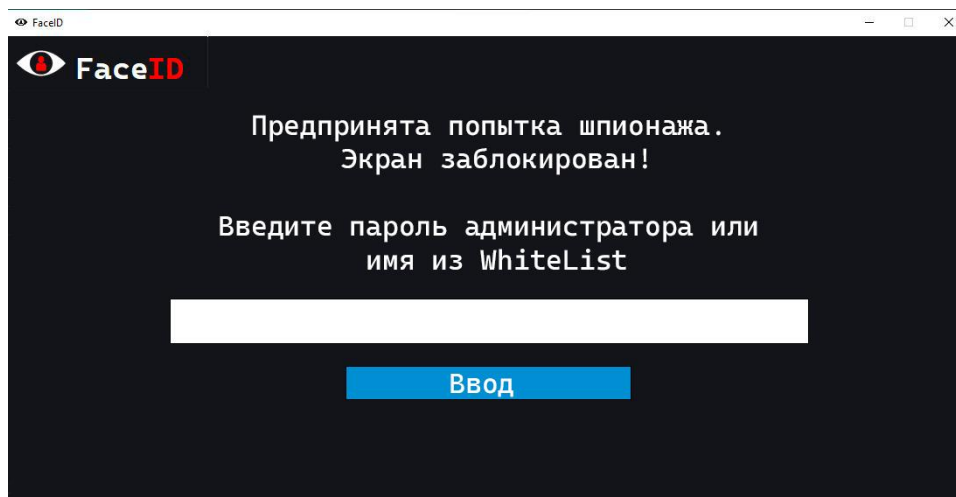 FaceID
FaceID
Предпринята попытка шпионажа.
Экран заблокирован!
Введите пароль администратора или
имя из WhiteList
Ввод